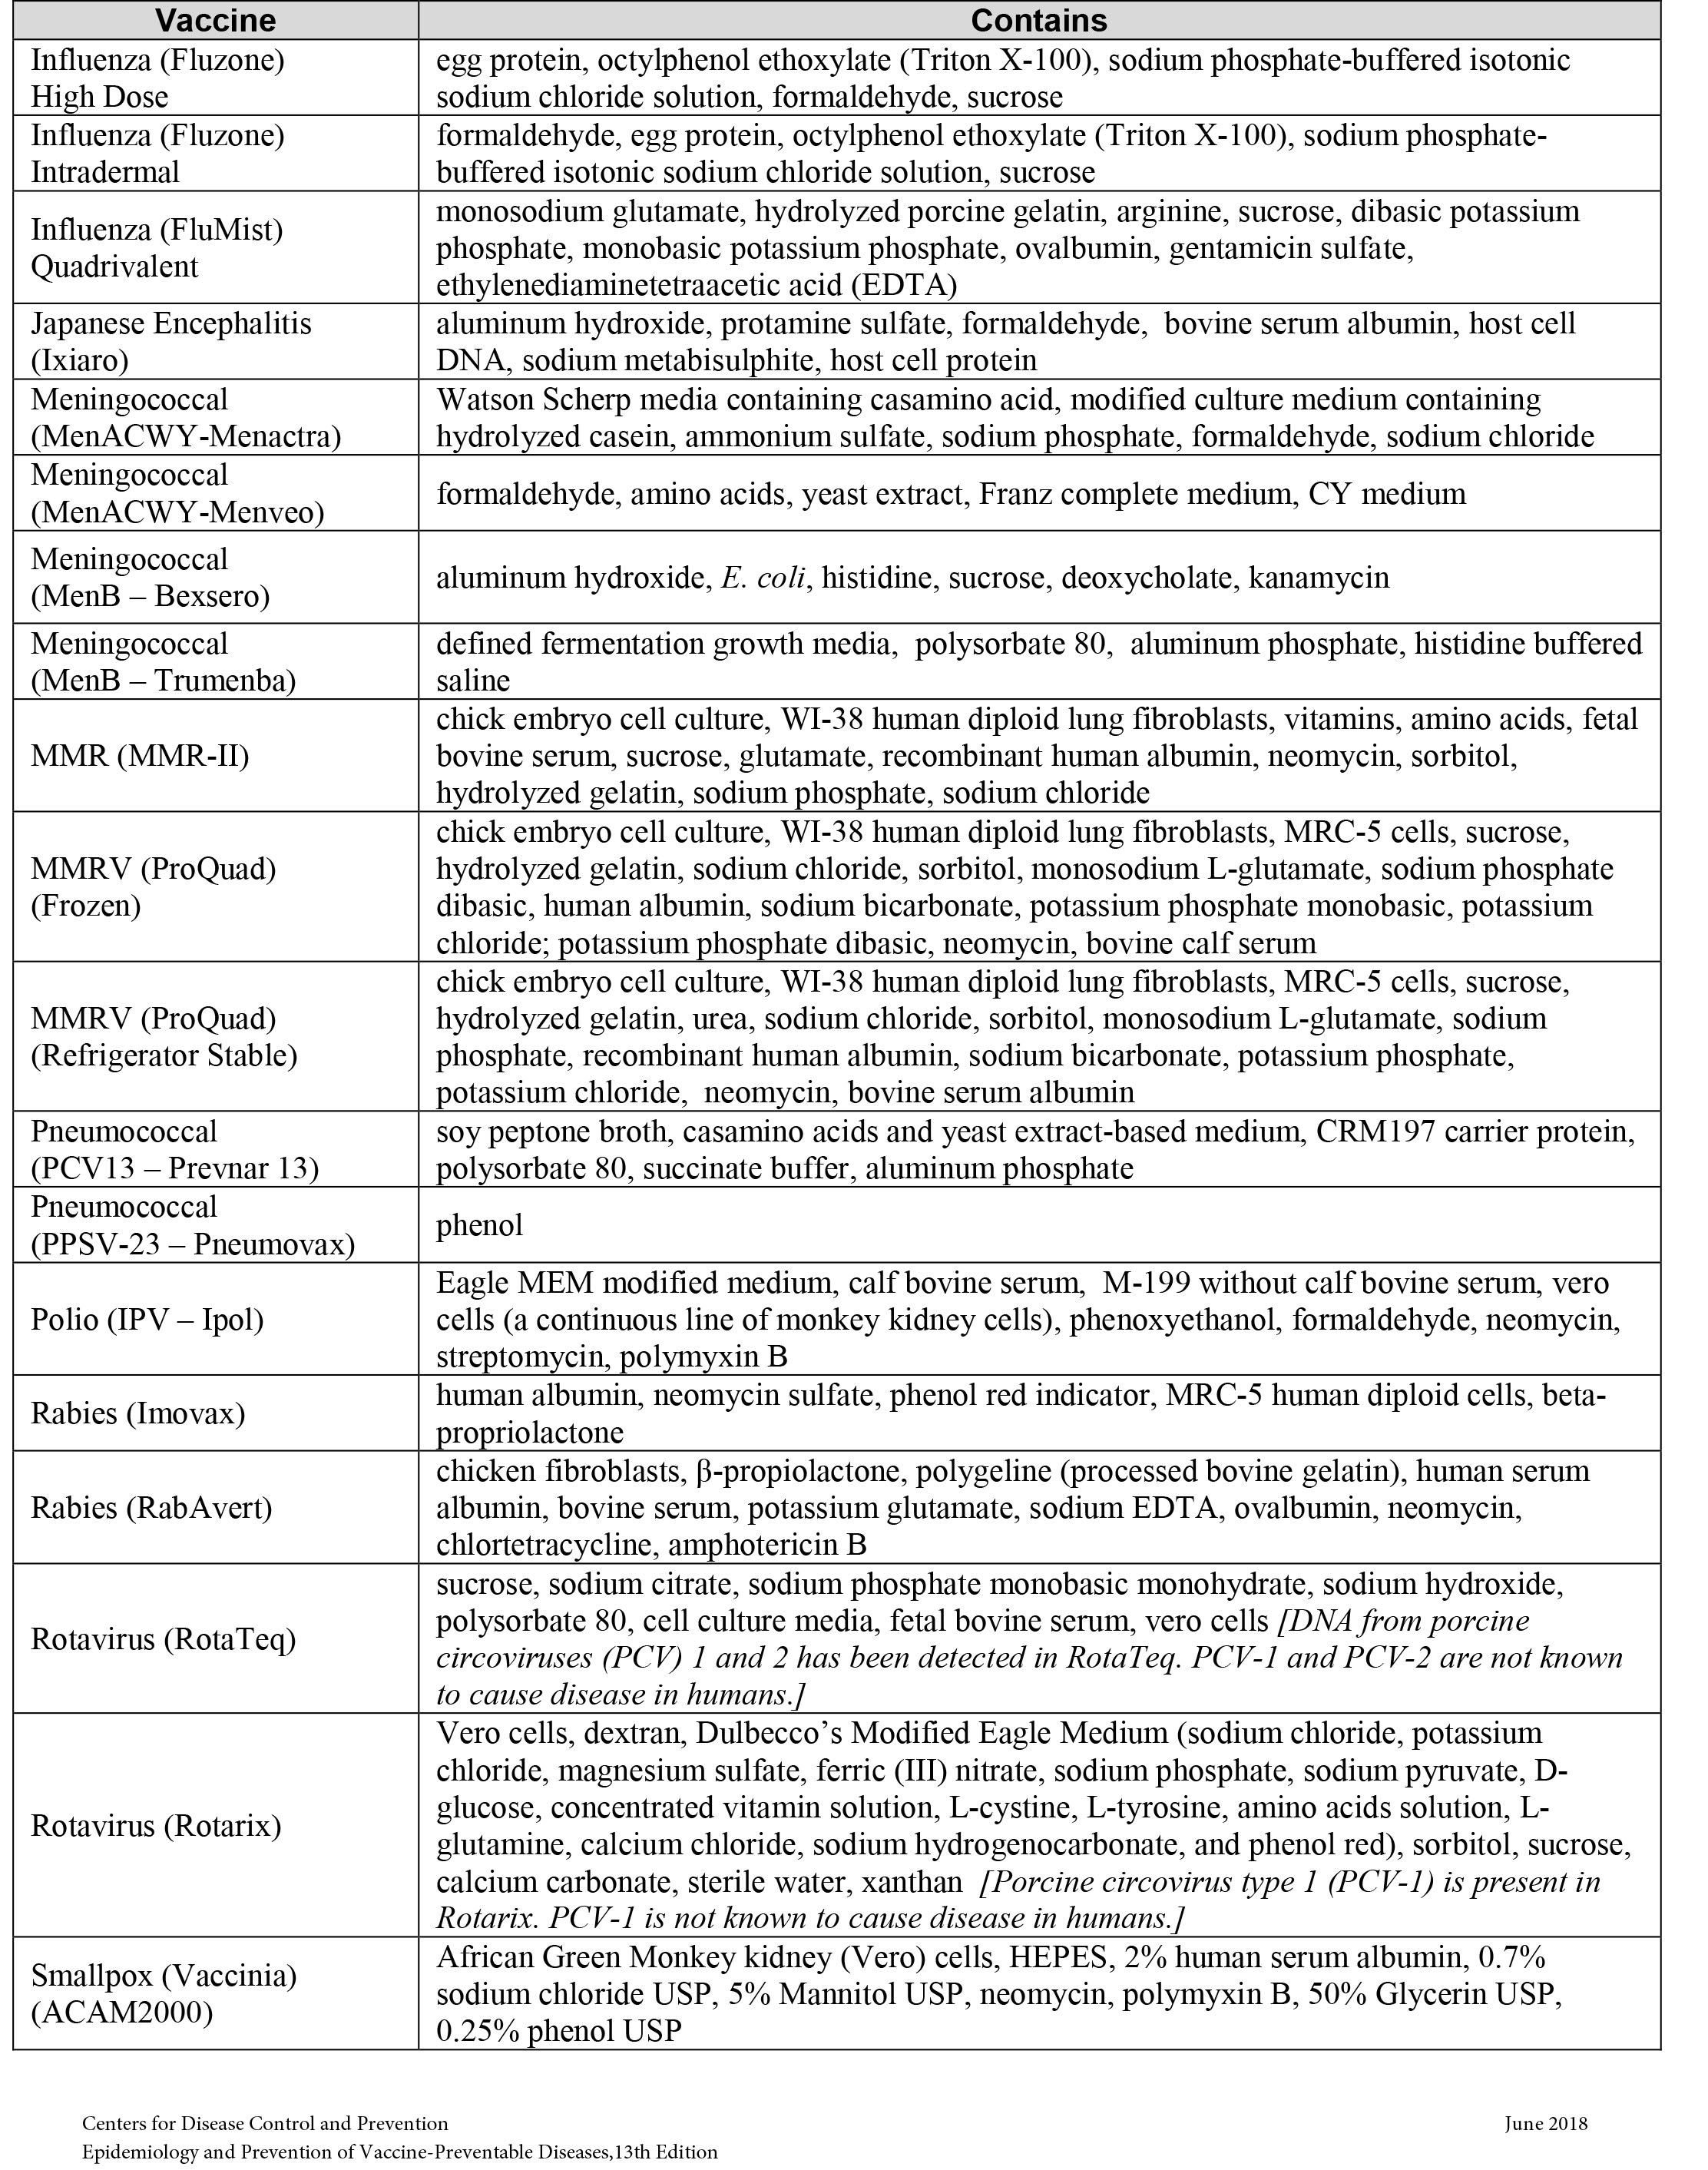 Vaccine
Contains
Influenza (Fluzone)
High Dose
egg protein, octylphenol ethoxylate (Triton X-100), sodium phosphate-buffered isotonic
sodium chloride solution, formaldehyde, sucrose
Influenza (Fluzone)
Intradermal
formaldehyde, egg protein, octylphenol ethoxylate (Triton X-100), sodium phosphate-
buffered isotonic sodium chloride solution, sucrose
Influenza (FluMist)
Quadrivalent
monosodium glutamate, hydrolyzed porcine gelatin, arginine, sucrose, dibasic potassium
phosphate, monobasic potassium phosphate, ovalbumin, gentamicin sulfate,
ethylenediaminetetraacetic acid (EDTA)
Japanese Encephalitis
(Ixiaro)
aluminum hydroxide, protamine sulfate, formaldehyde,  bovine serum albumin, host cell
DNA, sodium metabisulphite, host cell protein
Meningococcal
(MenACWY-Menactra)
Watson Scherp media containing casamino acid, modified culture medium containing
hydrolyzed casein, ammonium sulfate, sodium phosphate, formaldehyde, sodium chloride
Meningococcal
(MenACWY-Menveo)
formaldehyde, amino acids, yeast extract, Franz complete medium, CY medium
Meningococcal
(MenB – Bexsero)
aluminum hydroxide, E. coli, histidine, sucrose, deoxycholate, kanamycin
Meningococcal
(MenB – Trumenba)
defined fermentation growth media,  polysorbate 80,  aluminum phosphate, histidine buffered
saline
MMR (MMR-II)
chick embryo cell culture, WI-38 human diploid lung fibroblasts, vitamins, amino acids, fetal
bovine serum, sucrose, glutamate, recombinant human albumin, neomycin, sorbitol,
hydrolyzed gelatin, sodium phosphate, sodium chloride
MMRV (ProQuad)
(Frozen)
chick embryo cell culture, WI-38 human diploid lung fibroblasts, MRC-5 cells, sucrose,
hydrolyzed gelatin, sodium chloride, sorbitol, monosodium L-glutamate, sodium phosphate
dibasic, human albumin, sodium bicarbonate, potassium phosphate monobasic, potassium
chloride; potassium phosphate dibasic, neomycin, bovine calf serum
MMRV (ProQuad)
(Refrigerator Stable)
chick embryo cell culture, WI-38 human diploid lung fibroblasts, MRC-5 cells, sucrose,
hydrolyzed gelatin, urea, sodium chloride, sorbitol, monosodium L-glutamate, sodium
phosphate, recombinant human albumin, sodium bicarbonate, potassium phosphate,
potassium chloride,  neomycin, bovine serum albumin
Pneumococcal
(PCV13 – Prevnar 13)
soy peptone broth, casamino acids and yeast extract-based medium, CRM197 carrier protein,
polysorbate 80, succinate buffer, aluminum phosphate
Pneumococcal
(PPSV-23 – Pneumovax)
phenol
Polio (IPV – Ipol)
Eagle MEM modified medium, calf bovine serum,  M-199 without calf bovine serum, vero
cells (a continuous line of monkey kidney cells), phenoxyethanol, formaldehyde, neomycin,
streptomycin, polymyxin B
Rabies (Imovax)
human albumin, neomycin sulfate, phenol red indicator, MRC-5 human diploid cells, beta-
propriolactone
Rabies (RabAvert)
chicken fibroblasts, β-propiolactone, polygeline (processed bovine gelatin), human serum
albumin, bovine serum, potassium glutamate, sodium EDTA, ovalbumin, neomycin,
chlortetracycline, amphotericin B
Rotavirus (RotaTeq)
sucrose, sodium citrate, sodium phosphate monobasic monohydrate, sodium hydroxide,
polysorbate 80, cell culture media, fetal bovine serum, vero cells [DNA from porcine
circoviruses (PCV) 1 and 2 has been detected in RotaTeq. PCV-1 and PCV-2 are not known
to cause disease in humans.]
Rotavirus (Rotarix)
Vero cells, dextran, Dulbecco’s Modified Eagle Medium (sodium chloride, potassium
chloride, magnesium sulfate, ferric (III) nitrate, sodium phosphate, sodium pyruvate, D-
glucose, concentrated vitamin solution, L-cystine, L-tyrosine, amino acids solution, L-
glutamine, calcium chloride, sodium hydrogenocarbonate, and phenol red), sorbitol, sucrose,
calcium carbonate, sterile water, xanthan  [Porcine circovirus type 1 (PCV-1) is present in
Rotarix. PCV-1 is not known to cause disease in humans.]
Smallpox (Vaccinia)
(ACAM2000)
African Green Monkey kidney (Vero) cells, HEPES, 2% human serum albumin, 0.7%
sodium chloride USP, 5% Mannitol USP, neomycin, polymyxin B, 50% Glycerin USP,
0.25% phenol USP
Centers for Disease Control and Prevention
June 2018
Epidemiology and Prevention of Vaccine-Preventable Diseases,13th Edition